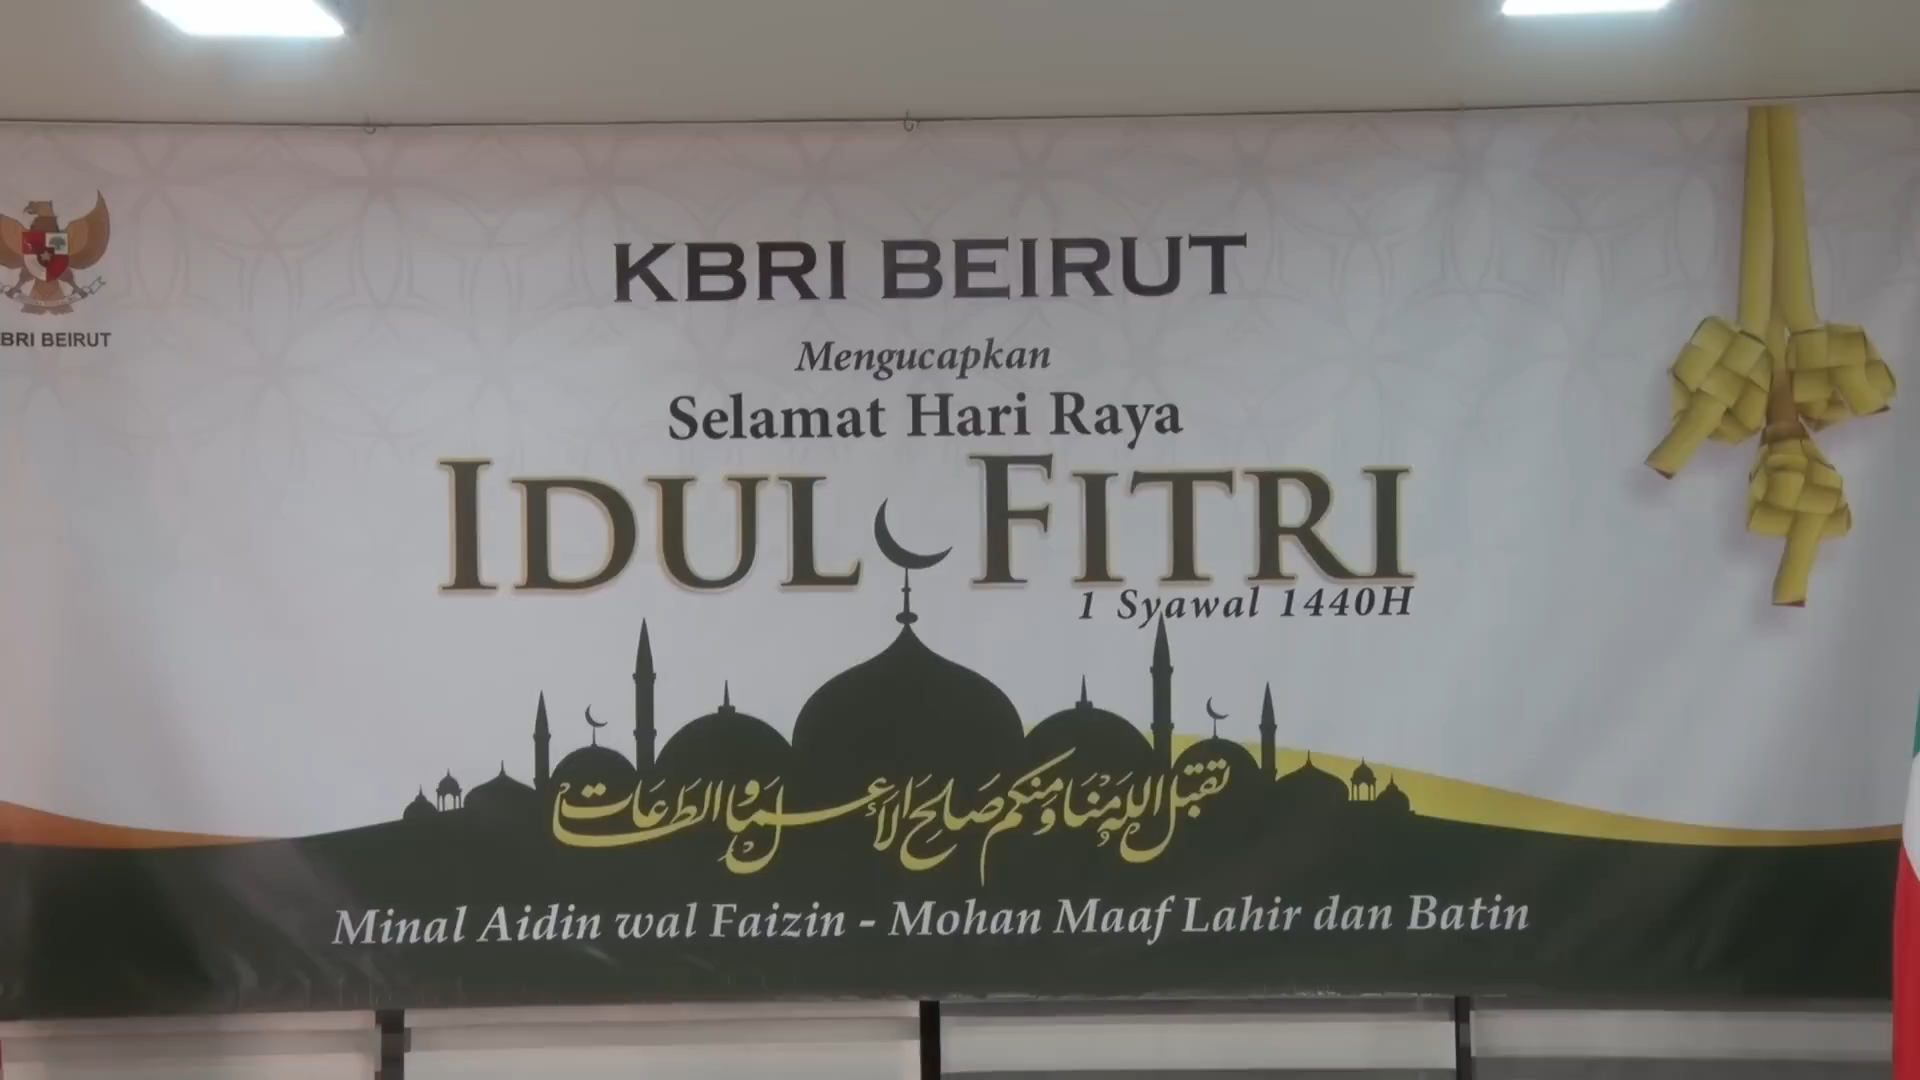 BRI BEIRUT
KBRI BEIRUT
Mengucapkan
Selamat Hari Raya
IDUL FITRI
1 Syawal 1440H
تقبل الله منا ومنكم صالح الأعمال والطاعات
Minal Aidin wal Faizin - Mohan Maaf Lahir dan Batin